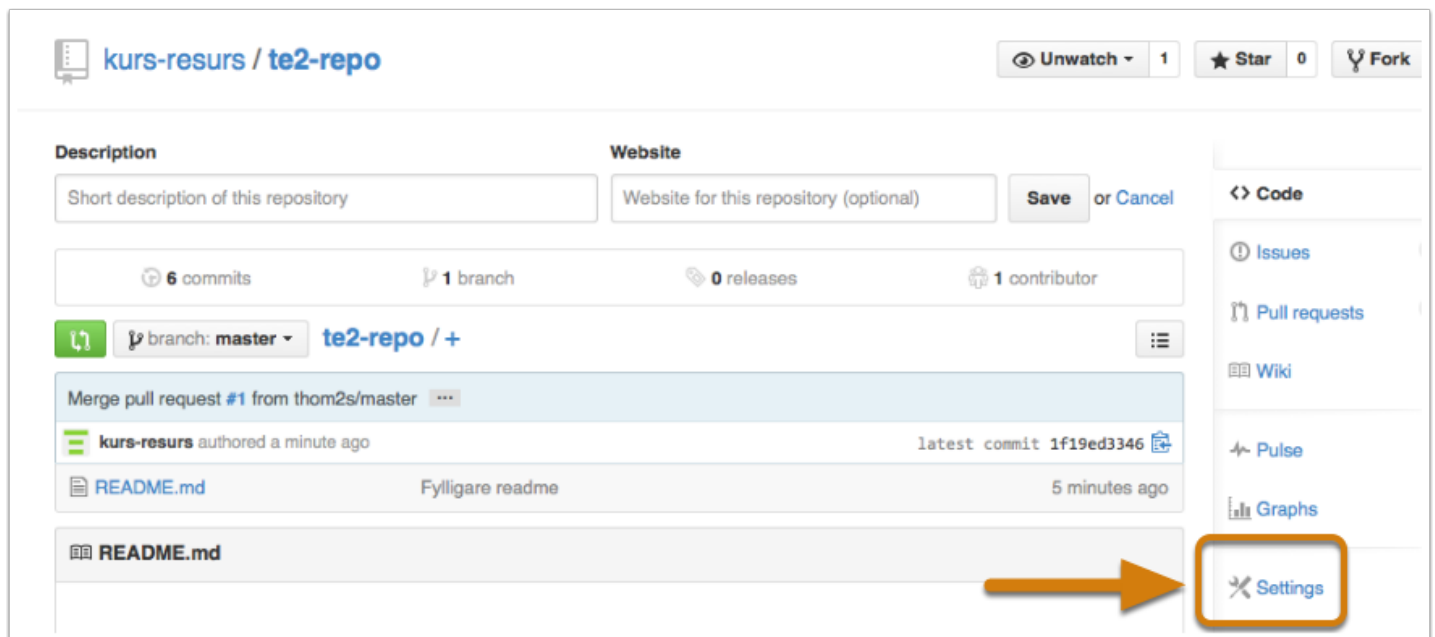 kurs-resurs / te2-repo
Unwatch 1 Star 0 Fork
Description Website
Short description of this repository Website for this repository (optional) Save or Cancel
6 commits 1 branch 0 releases 1 contributor
branch: master te2-repo / +
Merge pull request #1 from thom2s/master ...
kurs-resurs authored a minute ago latest commit 1f19ed3346
README.md Fylligare readme 5 minutes ago
README.md
<> Code
Issues
Pull requests
Wiki
Pulse
Graphs
Settings